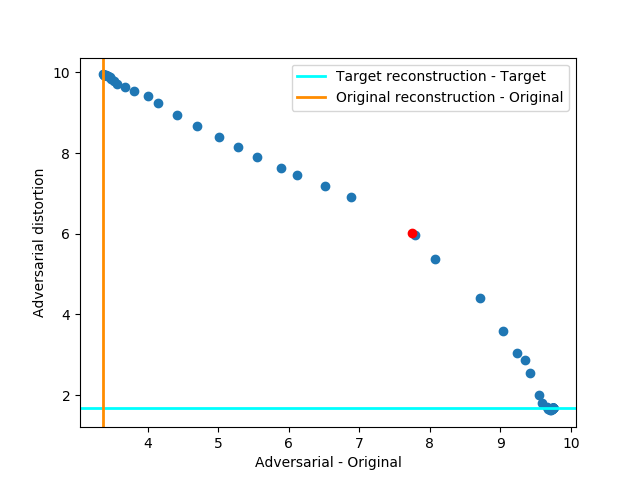 Target reconstruction - Target
Original reconstruction - Original
10
8
6
4
2
Adversarial distortion
4 5 6 7 8 9 10
Adversarial - Original